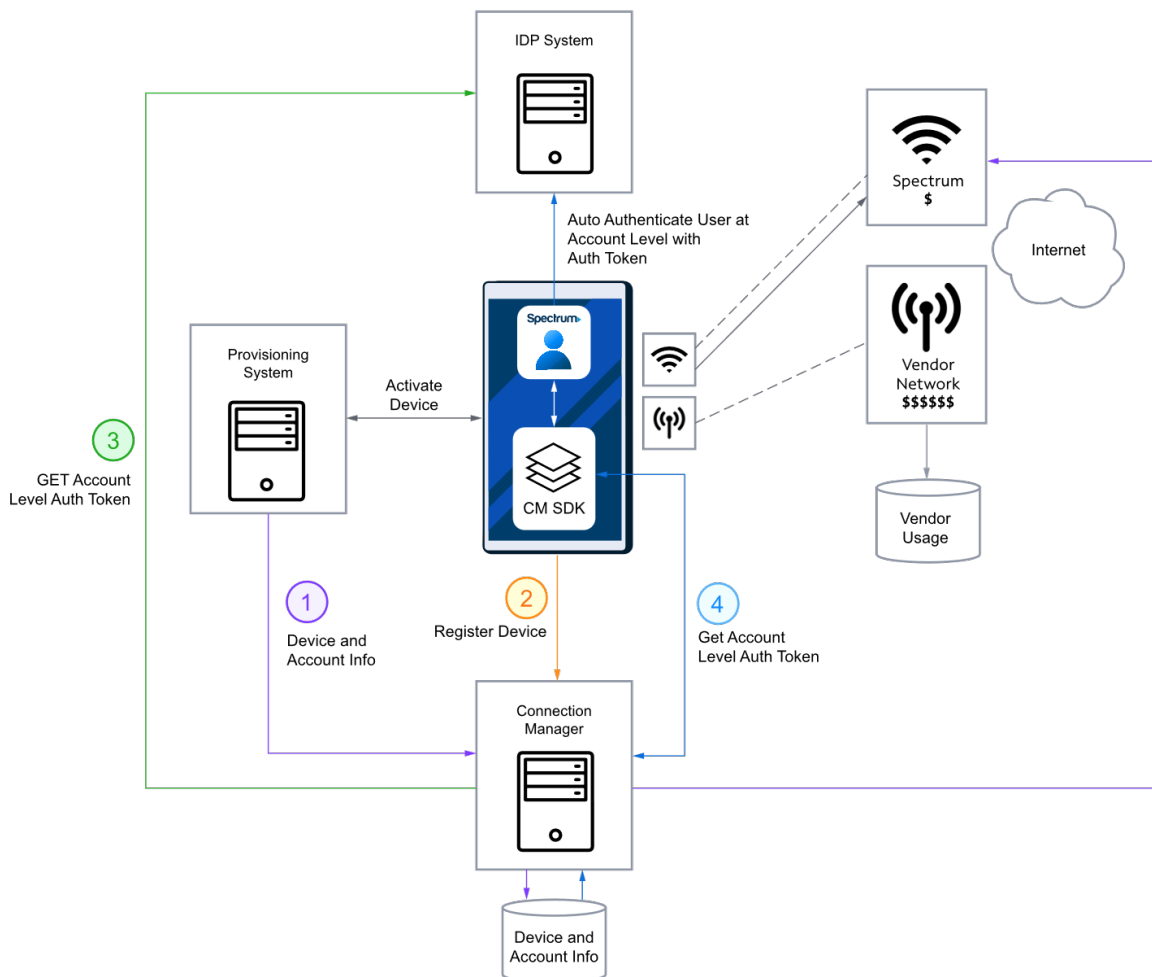 IDP System
Spectrum
$
Auto Authenticate User at
Account Level with
Auth Token
Internet
Spectrum
Provisioning
System
Vendor
Network
$$$$$$
Activate
Device
3
GET Account
Level Auth Token
CM SDK
Vendor
Usage
1
Device and
Account Info
2
Register Device
4
Get Account
Level Auth Token
Connection
Manager
Device and
Account Info